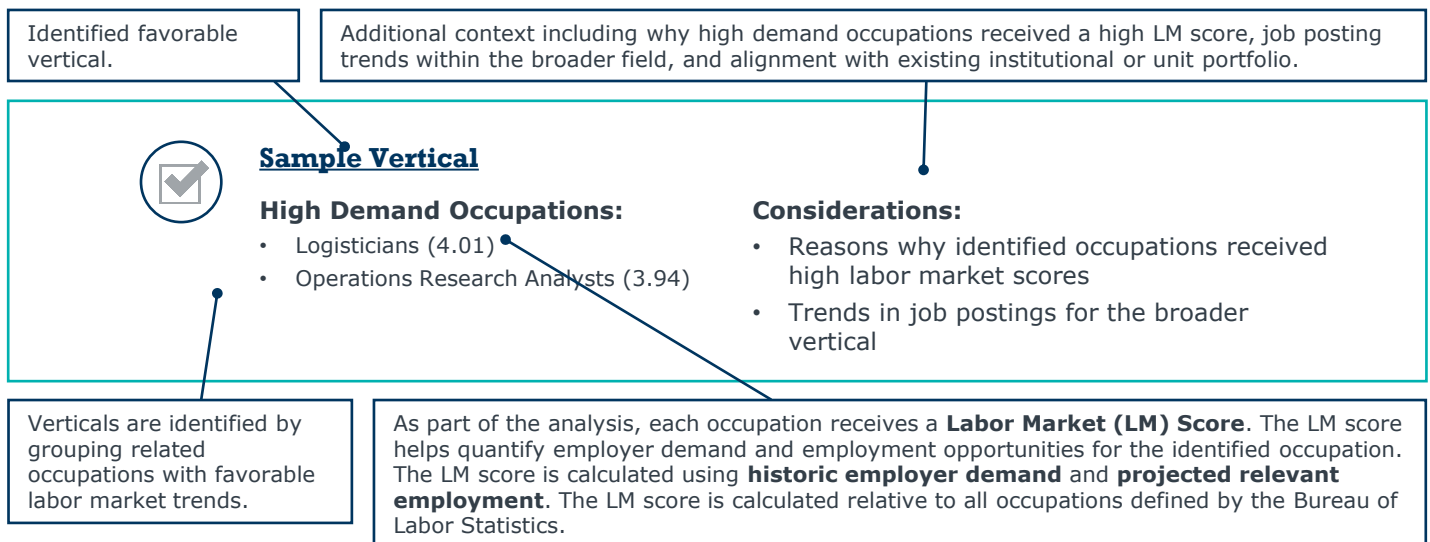 Identified favorable
vertical.
Additional context including why high demand occupations received a high LM score, job posting
trends within the broader field, and alignment with existing institutional or unit portfolio.
Sample Vertical
High Demand Occupations:
• Logisticians (4.01)
• Operations Research Analysts (3.94)
Considerations:
• Reasons why identified occupations received
high labor market scores
• Trends in job postings for the broader
vertical
Verticals are identified by
grouping related
occupations with favorable
labor market trends.
As part of the analysis, each occupation receives a Labor Market (LM) Score. The LM score
helps quantify employer demand and employment opportunities for the identified occupation.
The LM score is calculated using historic employer demand and projected relevant
employment. The LM score is calculated relative to all occupations defined by the Bureau of
Labor Statistics.